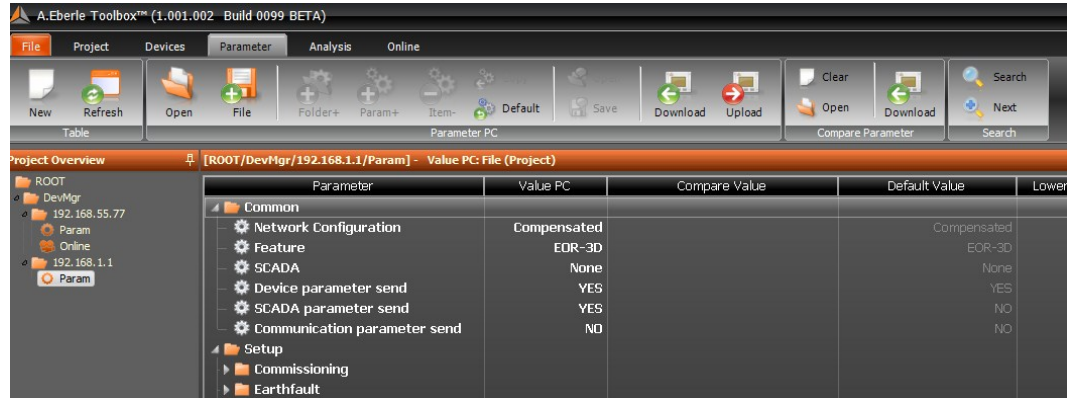 A.Eberle Toolbox™ (1.001.002 Build 0099 BETA)
File Project Devices Parameter Analysis Online
New Refresh Open File Folder+ Param+ Item- Default Save Download Upload Clear Open Download Search Next
Table Parameter PC Compare Parameter Search
Project Overview [ROOT/DevMgr/192.168.1.1/Param] - Value PC: File (Project)
ROOT
DevMgr
192.168.55.77
Param
Online
192.168.1.1
Param
Parameter Value PC Compare Value Default Value Lower
Common
Network Configuration Compensated Compensated
Feature EOR-3D EOR-3D
SCADA None None
Device parameter send YES YES
SCADA parameter send YES NO
Communication parameter send NO NO
Setup
Commissioning
Earthfault